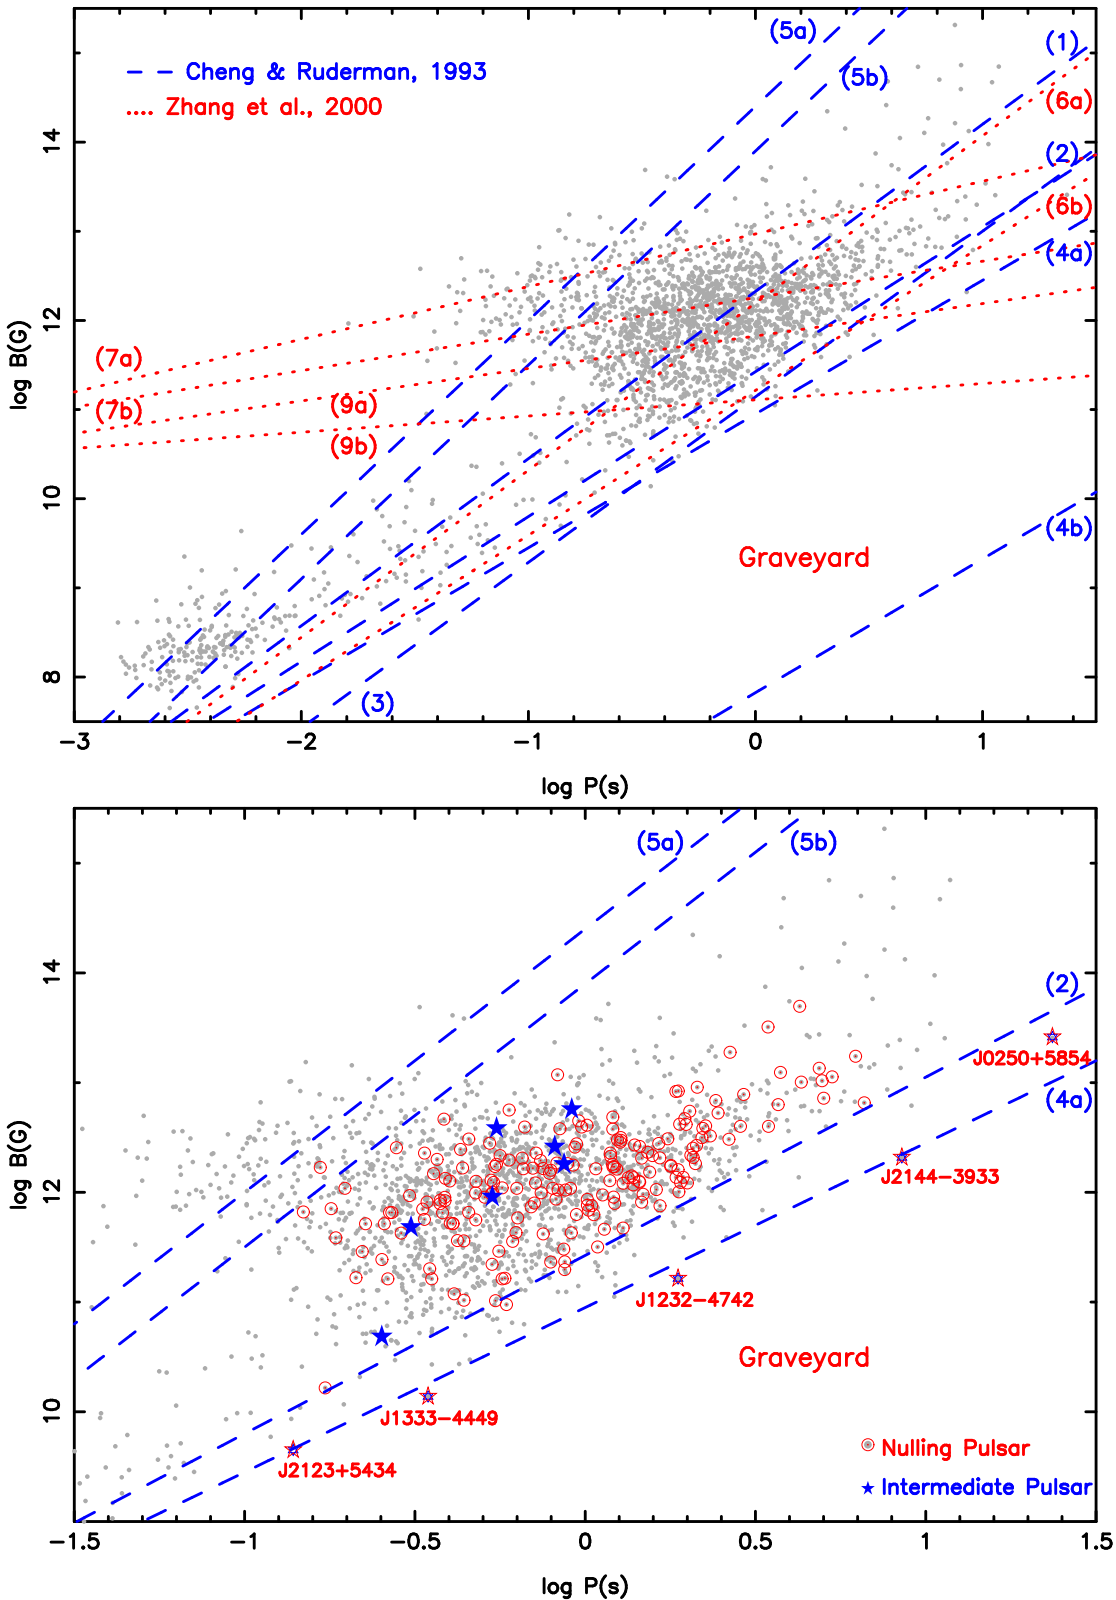 (5a)
(1)
– – Cheng & Ruderman, 1993
(5b)
.... Zhang et al., 2000
(6a)
14
(2)
(6b)
(4a)
12
log B(G)
(7a)
(7b)
(9a)
(9b)
10
(4b)
Graveyard
8
(3)
−3
−2
−1
0
1
log P(s)
(5a)
(5b)
14
(2)
J0250+5854
(4a)
12
log B(G)
J2144−3933
J1232−4742
Graveyard
10
J1333−4449
J2123+5434
Nulling Pulsar
Intermediate Pulsar
−1.5
−1
−0.5
0
0.5
1
1.5
log P(s)